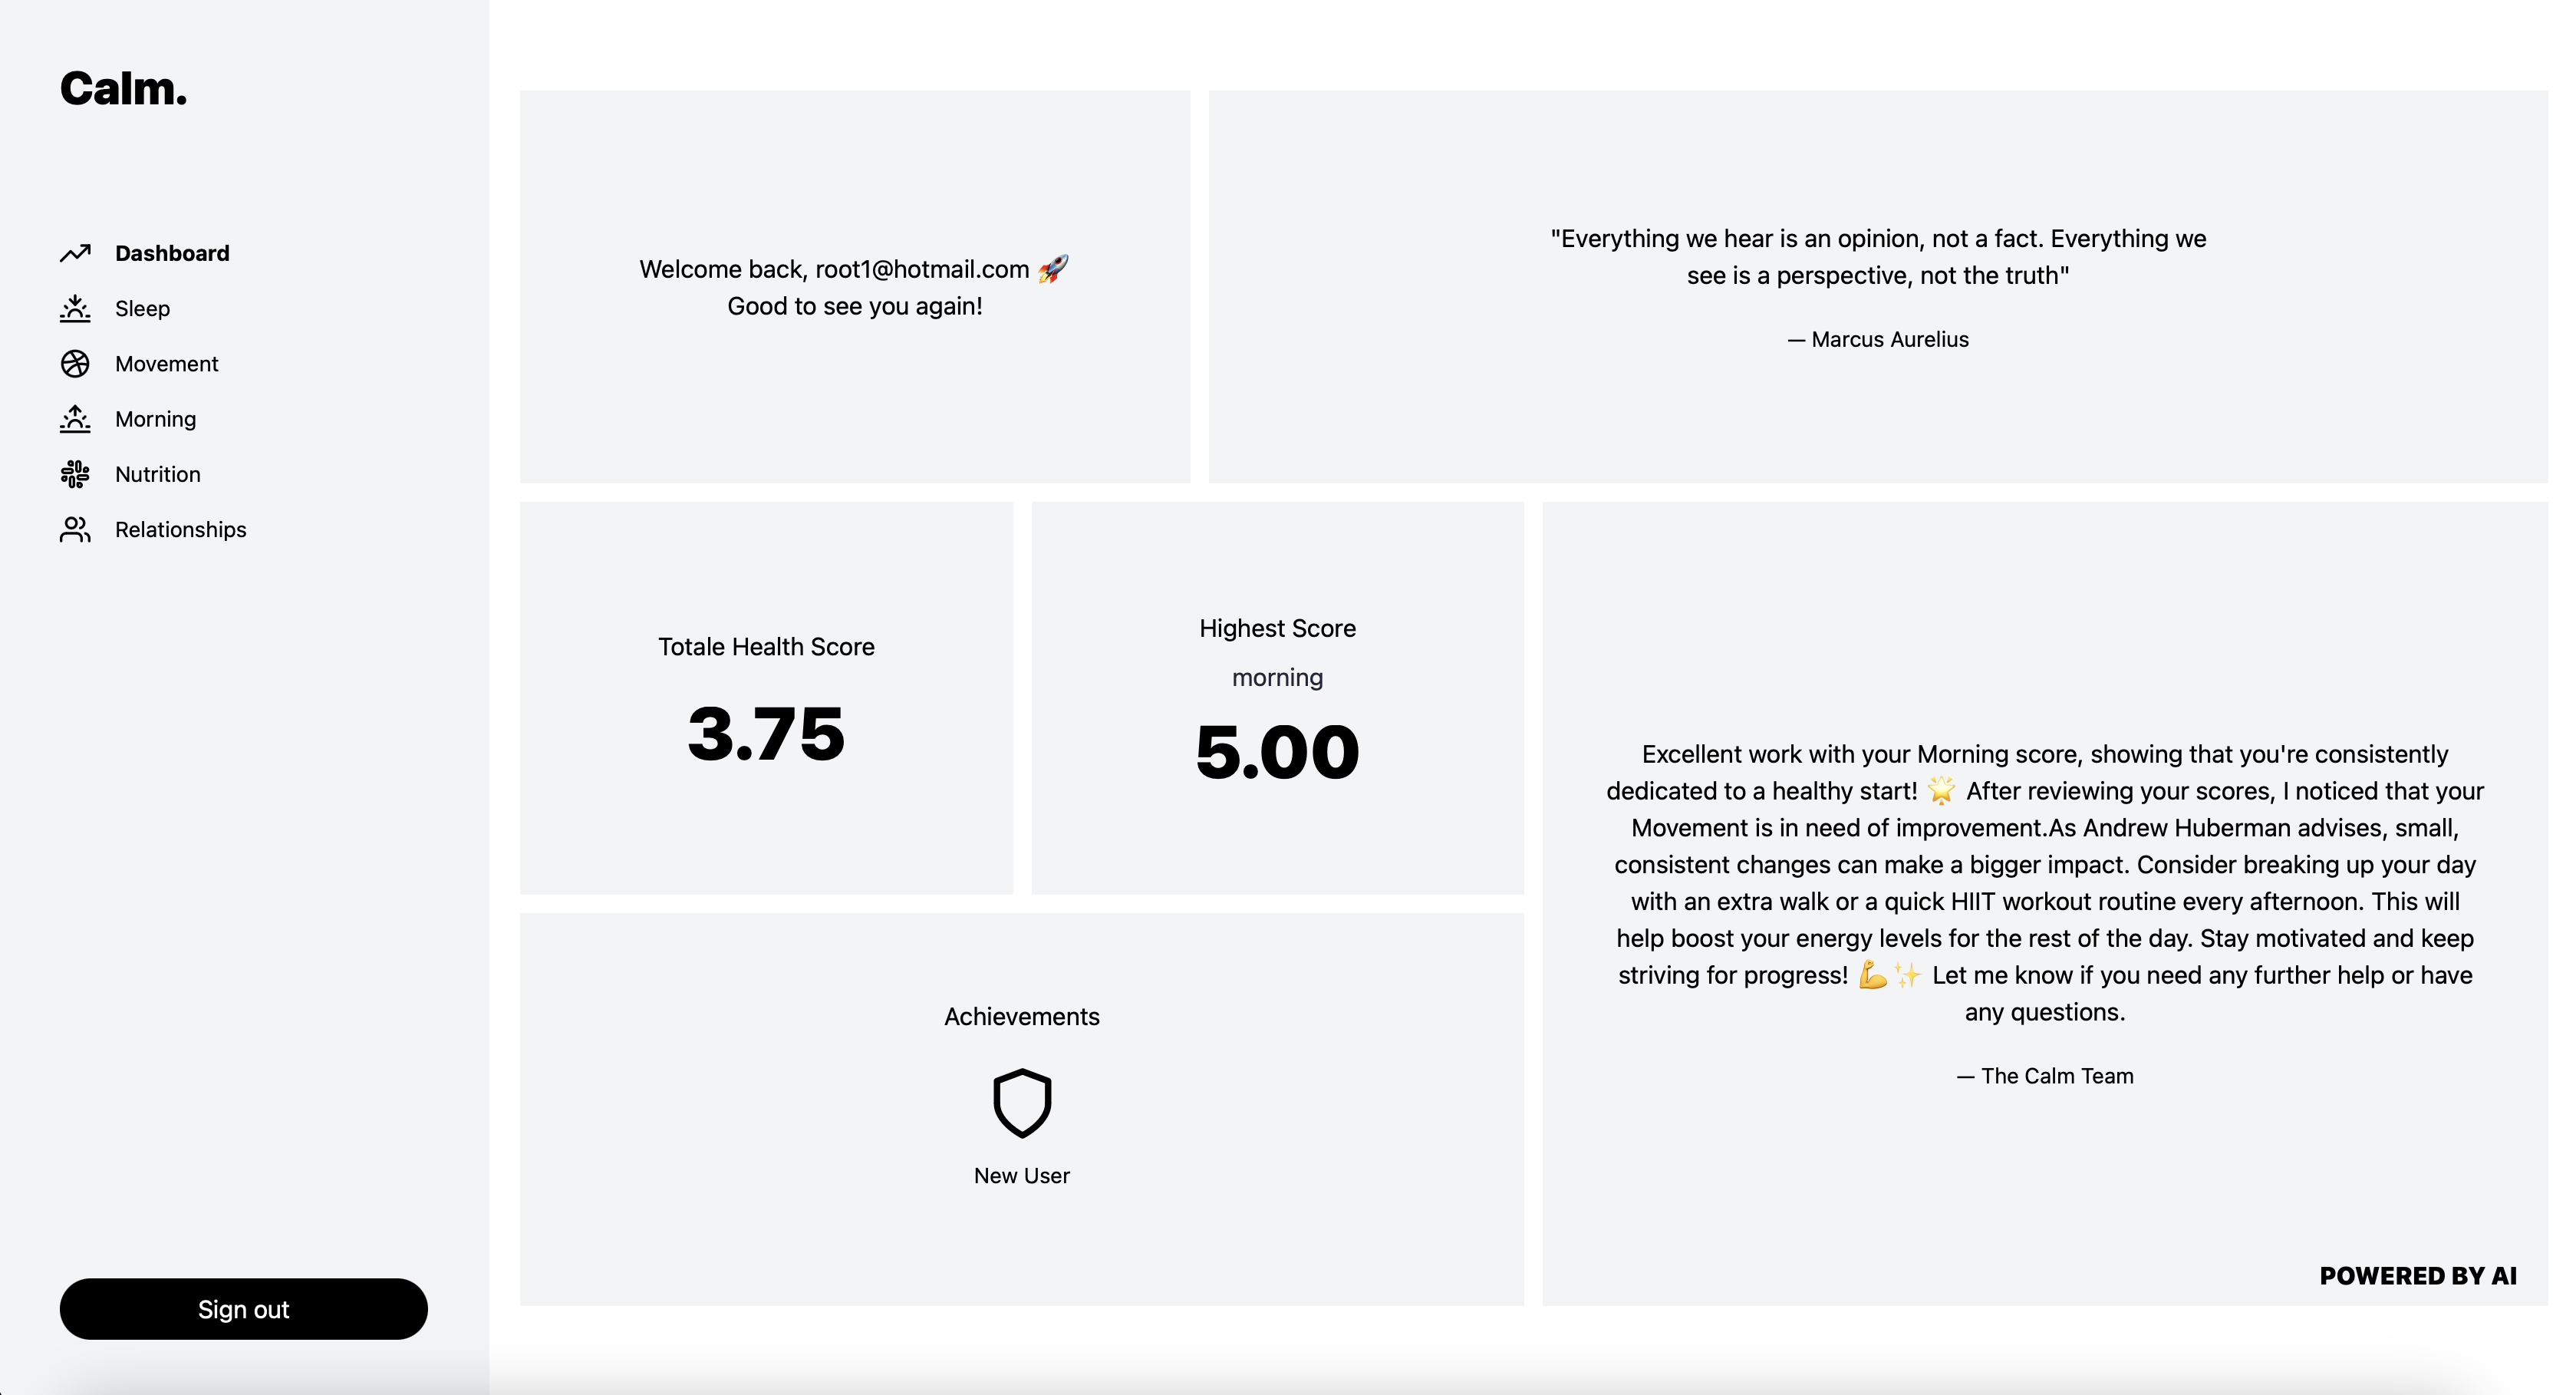 Calm.
Dashboard
Sleep
Movement
Morning
Nutrition
Relationships
Sign out
Welcome back, root1@hotmail.com 🚀
Good to see you again!
"Everything we hear is an opinion, not a fact. Everything we
see is a perspective, not the truth"
— Marcus Aurelius
Totale Health Score
3.75
Highest Score
morning
5.00
Achievements
New User
Excellent work with your Morning score, showing that you're consistently
dedicated to a healthy start! 🌟 After reviewing your scores, I noticed that your
Movement is in need of improvement.As Andrew Huberman advises, small,
consistent changes can make a bigger impact. Consider breaking up your day
with an extra walk or a quick HIIT workout routine every afternoon. This will
help boost your energy levels for the rest of the day. Stay motivated and keep
striving for progress! 💪✨ Let me know if you need any further help or have
any questions.
— The Calm Team
POWERED BY AI